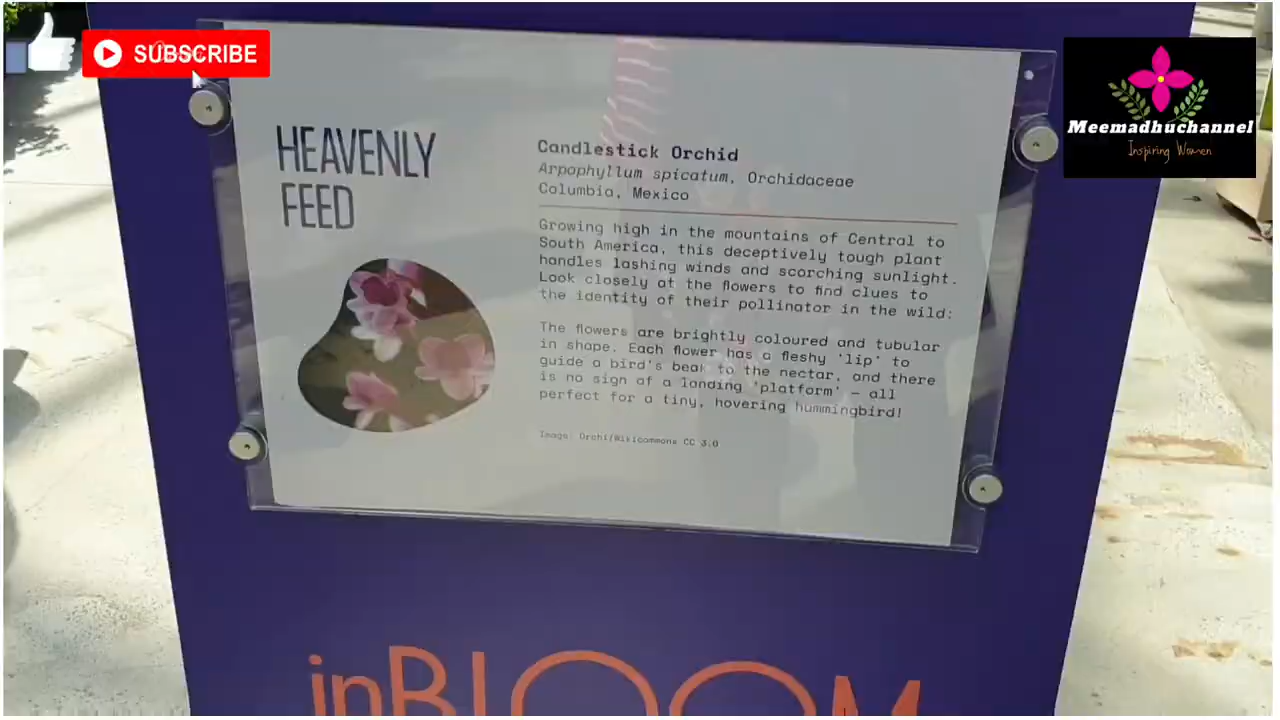 SUBSCRIBE
Meemadhuchannel
Inspiring Women
HEAVENLY
FEED
Candlestick Orchid
Arpophyllum spicatum, Orchidaceae
Columbia, Mexico
Growing high in the mountains of Central to
South America, this deceptively tough plant
handles lashing winds and scorching sunlight.
Look closely at the flowers to find clues to
the identity of their pollinator in the wild:
The flowers are brightly coloured and tubular
in shape. Each flower has a fleshy 'lip' to
guide a bird's beak to the nectar, and there
is no sign of a landing 'platform' – all
perfect for a tiny, hovering hummingbird!
Image: Orchi/Wikicommons CC 3.0
inBLOOM